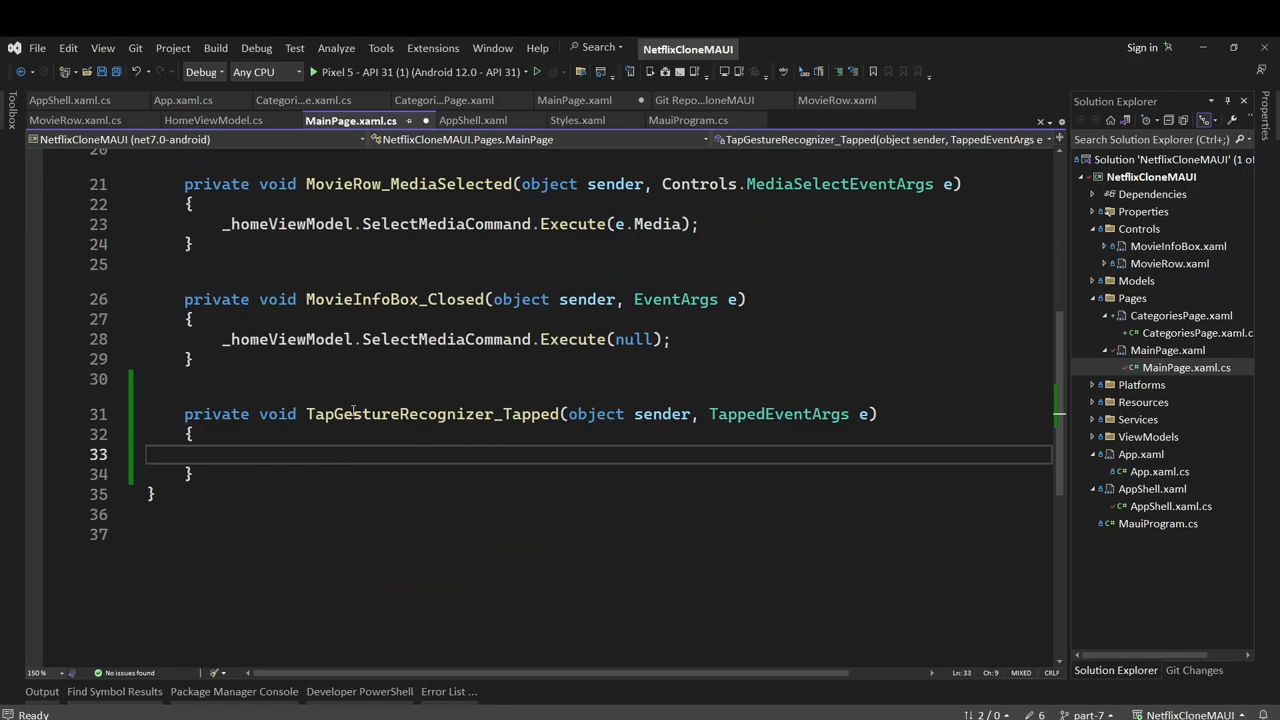 File Edit View Git Project Build Debug Test Analyze Tools Extensions Window Help Search NetflixCloneMAUI Sign in
Debug Any CPU Pixel 5 - API 31 (1) (Android 12.0 - API 31)
AppShell.xaml.cs App.xaml.cs Categori...e.xaml.cs Categori...Page.xaml MainPage.xaml Git Repo...loneMAUI MovieRow.xaml
MovieRow.xaml.cs HomeViewModel.cs MainPage.xaml.cs AppShell.xaml Styles.xaml MauiProgram.cs
NetflixCloneMAUI (net7.0-android) NetflixCloneMAUI.Pages.MainPage TapGestureRecognizer_Tapped(object sender, TappedEventArgs e
20
21 private void MovieRow_MediaSelected(object sender, Controls.MediaSelectEventArgs e)
22 {
23 _homeViewModel.SelectMediaCommand.Execute(e.Media);
24 }
25
26 private void MovieInfoBox_Closed(object sender, EventArgs e)
27 {
28 _homeViewModel.SelectMediaCommand.Execute(null);
29 }
30
31 private void TapGestureRecognizer_Tapped(object sender, TappedEventArgs e)
32 {
33
34 }
35 }
36
37
150 % No issues found Ln: 33 Ch: 9 MIXED CRLF
Toolbox
Solution Explorer
Search Solution Explorer (Ctrl+;)
Solution 'NetflixCloneMAUI' (1 of
NetflixCloneMAUI
Dependencies
Properties
Controls
MovieInfoBox.xaml
MovieRow.xaml
Models
Pages
CategoriesPage.xaml
CategoriesPage.xaml.c
MainPage.xaml
MainPage.xaml.cs
Platforms
Resources
Services
ViewModels
App.xaml
App.xaml.cs
AppShell.xaml
AppShell.xaml.cs
MauiProgram.cs
Solution Explorer Git Changes
Properties
Output Find Symbol Results Package Manager Console Developer PowerShell Error List ...
Ready 2 / 0 6 part-7 NetflixCloneMAUI